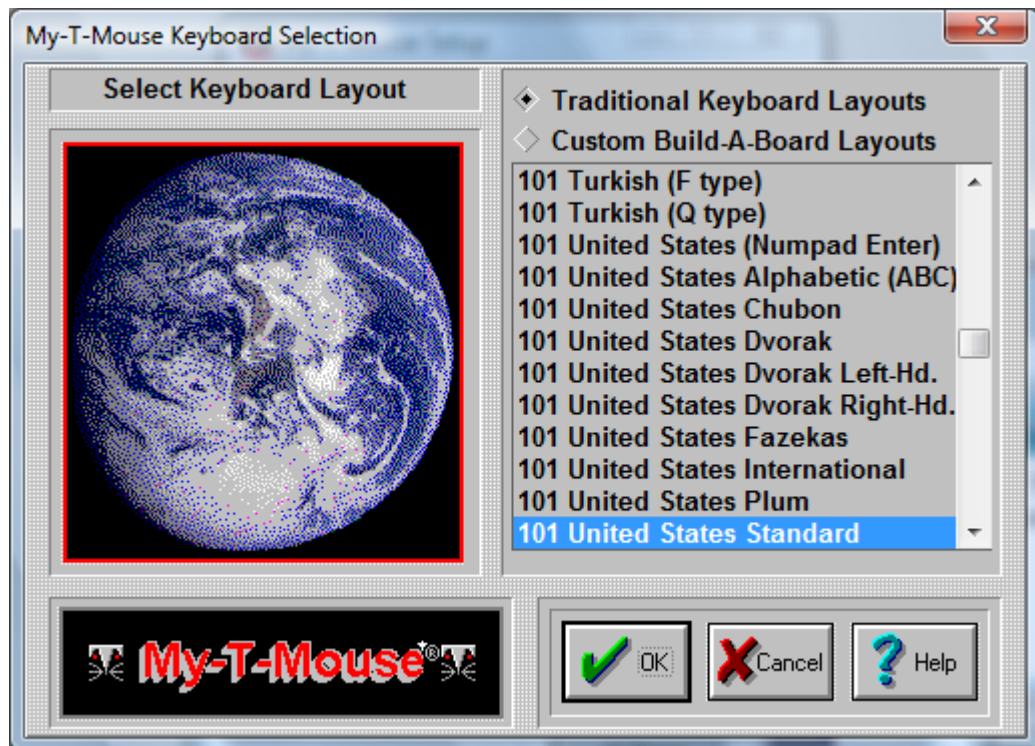 My-T-Mouse Keyboard Selection
Select Keyboard Layout
Traditional Keyboard Layouts
Custom Build-A-Board Layouts
101 Turkish (F type)
101 Turkish (Q type)
101 United States (Numpad Enter)
101 United States Alphabetic (ABC)
101 United States Chubon
101 United States Dvorak
101 United States Dvorak Left-Hd.
101 United States Dvorak Right-Hd.
101 United States Fazekas
101 United States International
101 United States Plum
101 United States Standard
My-T-Mouse®
OK
Cancel
Help